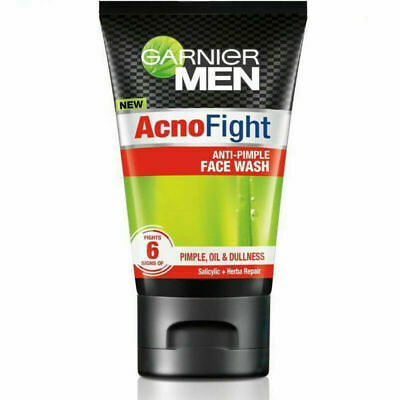 GARNIER
MEN
NEW
AcnoFight
ANTI-PIMPLE
FACE WASH
FIGHTS
6
SIGNS OF
PIMPLE, OIL & DULLNESS
Salicylic + Herba Repair